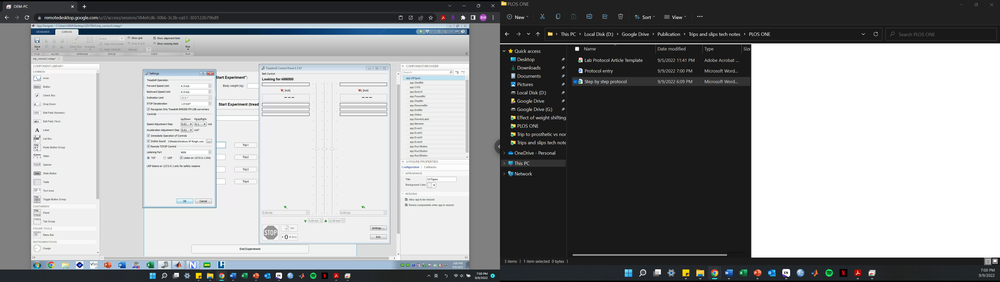 OEM-PC
remotedesktop.google.com/u/2/access/session/384efcd6-3066-3c3b-ca51-303122b796d9
App Designer - C:\Users\OEM\Desktop\SZUTING\trip_version2.mlapp*
DESIGNER CANVAS
Save
Same Size
Grouping
Evenly
Apply Horizontally
Apply Vertically
Show grid
Snap to grid
Interval:
Show alignment hints
Show resizing hints
Run
FILE ALIGN ARRANGE SPACE VIEW RUN
trip_version2.mlapp*
COMPONENT LIBRARY
COMMON
Axes
Button
Check Box
Drop Down
Edit Field (Numeric)
Edit Field (Text)
Label
List Box
Radio Button Group
Slider
Spinner
State Button
Table
Text Area
Toggle Button Group
CONTAINERS
Panel
Tab Group
FIGURE TOOLS
Menu Bar
INSTRUMENTATION
Gauge
Settings
Treadmill Operation
Forward Speed Limit 6.5 m/s
Backward Speed Limit 6.5 m/s
Inclination Limit 15.0 °
STOP Deceleration 1.0 m/s²
Recognize Only Treadmill AM6500-TM USB converters
Controls
Up/Down PgUp/PgDn
Speed Adjustment Step 0.01 0.1 m/s
Acceleration Adjustment Step 0.01 m/s²
Immediate Operation of Controls
Incline Sound S\Media\Windows XP Ringin.wav ...
Remote TCP/IP Control
Listening Port 4000
TCP UDP Listen on 127.0.0.1 Only
UDP listens on 127.0.0.1 only for safety reasons
OK Cancel
Start Experiment":
Body weight (kg)
Start Experiment (tread
Trip1
Trip2
Trip3
Trip4
End Experiment
Treadmill Control Panel 1.7.47
Belt Control
Looking for AM6500
VL [m/s] VR [m/s]
--- ---
VL VR
0.00 m/s 0.00 m/s
v 0.00 m/s a 12.00 m/s²
STOP
Set
0 Zero
Settings ...
Exit
COMPONENT BROWSER
Search
app.UIFigure
app.StartBtn
app.CWS
app.BodyW
app.PauseBtn
app.StopBtn
app.ResumeBtn
app.EndBtn
app.Status
app.RemindLabel
app.filename
app.Event1
app.Event2
app.Event3
app.Event4
app.Run1Button
app.Run2Button
app.Run3Button
UI FIGURE PROPERTIES
Configuration | Callbacks
APPEARANCE
Title UI Figure
Background Color
RESIZING
Allow app to be resized
Resize components when app is resized
5:00 PM
9/9/2022
英
7:00 PM
9/9/2022
6
PLOS ONE
New Sort View
This PC > Local Disk (D:) > Google Drive > Publication > Trips and slips tech notes > PLOS ONE
Search PLOS ONE
Quick access
Desktop
Downloads
Documents
Pictures
Local Disk (D:)
Google Drive
Google Drive (G:)
Effect of weight shifting
PLOS ONE
Trip to prosthetic vs nor
Trips and slips tech note
OneDrive - Personal
This PC
Network
Name Date modified Type Size
Lab Protocol Article Template 9/5/2022 11:41 PM Adobe Acrobat ...
Protocol entry 9/9/2022 7:00 PM Microsoft Word...
Step by step protocol 9/9/2022 6:09 PM Microsoft Word...
3 items | 1 item selected 0 bytes |
7:00 PM
9/9/2022